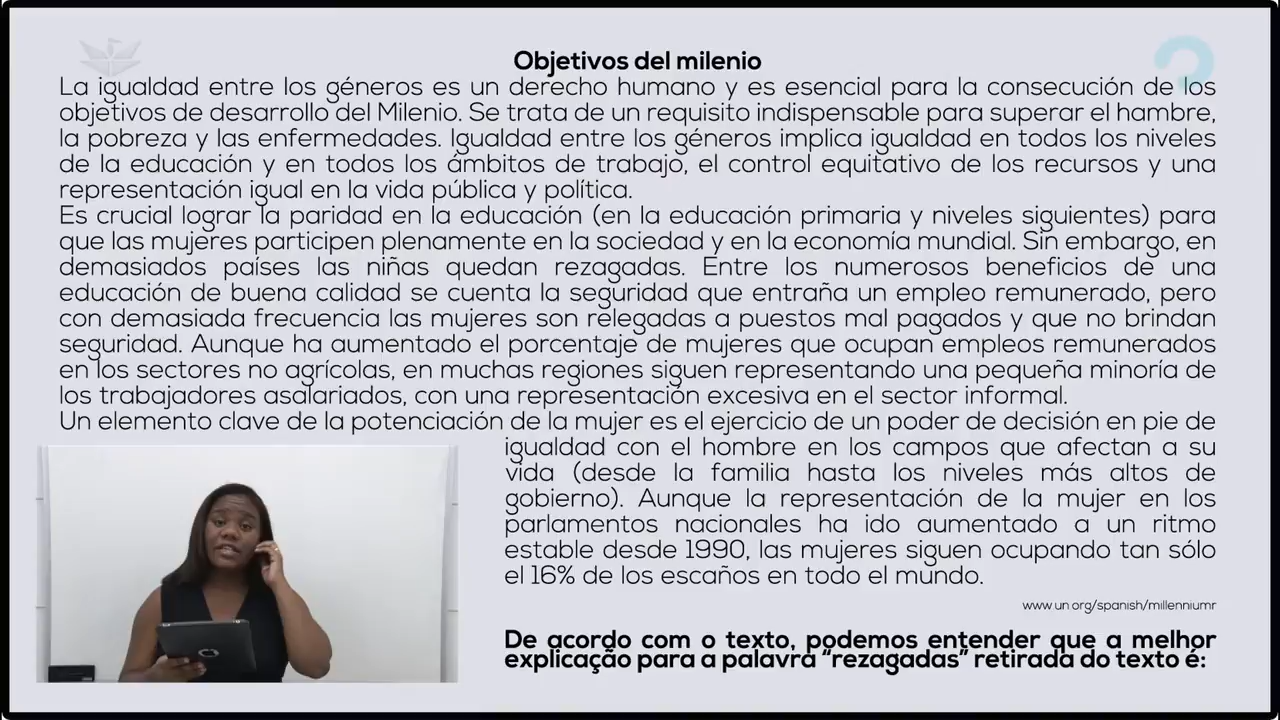 Objetivos del milenio
La igualdad entre los géneros es un derecho humano y es esencial para la consecución de los
objetivos de desarrollo del Milenio. Se trata de un requisito indispensable para superar el hambre,
la pobreza y las enfermedades. Igualdad entre los géneros implica igualdad en todos los niveles
de la educación y en todos los ámbitos de trabajo, el control equitativo de los recursos y una
representación igual en la vida pública y política.
Es crucial lograr la paridad en la educación (en la educación primaria y niveles siguientes) para
que las mujeres participen plenamente en la sociedad y en la economía mundial. Sin embargo, en
demasiados países las niñas quedan rezagadas. Entre los numerosos beneficios de una
educación de buena calidad se cuenta la seguridad que entraña un empleo remunerado, pero
con demasiada frecuencia las mujeres son relegadas a puestos mal pagados y que no brindan
seguridad. Aunque ha aumentado el porcentaje de mujeres que ocupan empleos remunerados
en los sectores no agrícolas, en muchas regiones siguen representando una pequeña minoría de
los trabajadores asalariados, con una representación excesiva en el sector informal.
Un elemento clave de la potenciación de la mujer es el ejercicio de un poder de decisión en pie de
igualdad con el hombre en los campos que afectan a su
vida (desde la familia hasta los niveles más altos de
gobierno). Aunque la representación de la mujer en los
parlamentos nacionales ha ido aumentado a un ritmo
estable desde 1990, las mujeres siguen ocupando tan sólo
el 16% de los escaños en todo el mundo.
www.un.org/spanish/millenniumr
De acordo com o texto, podemos entender que a melhor
explicação para a palavra "rezagadas" retirada do texto é: